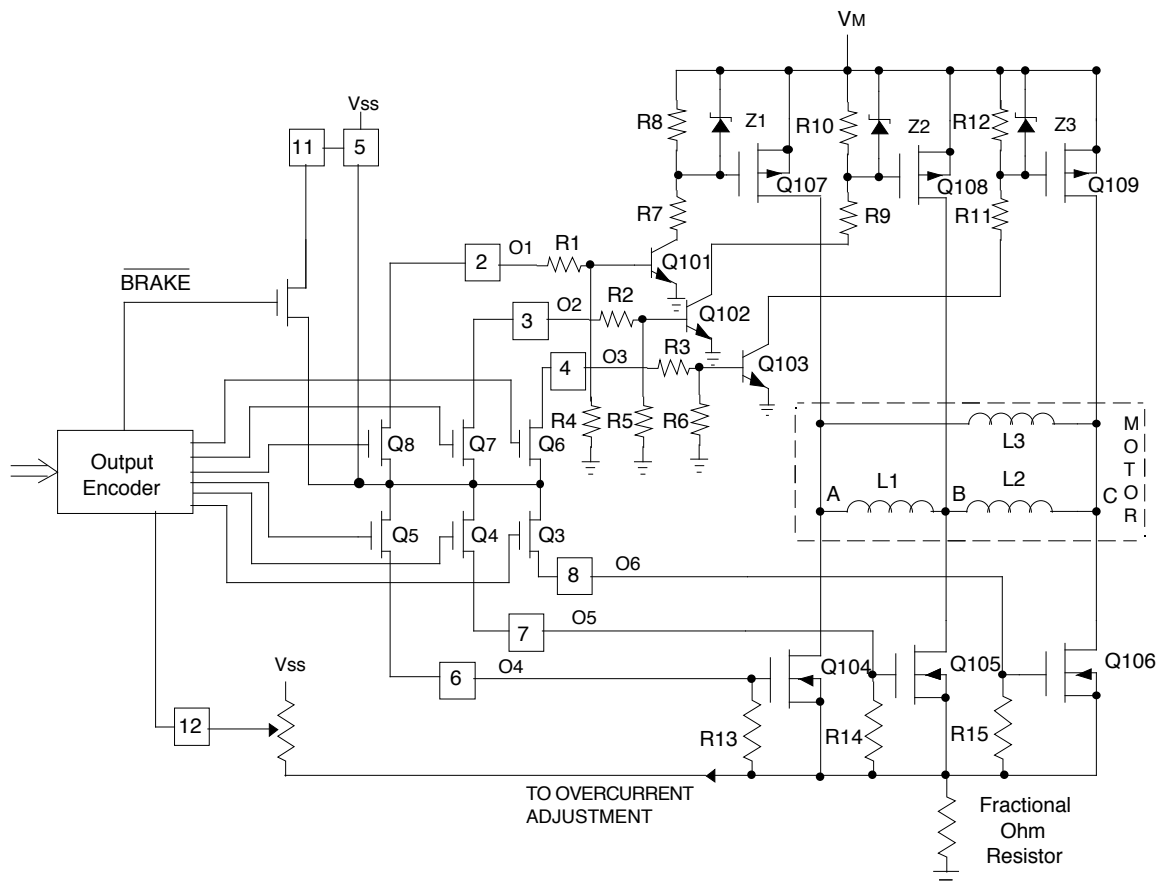 VM
Vss
11
5
R8
Z1
R10
Z2
R12
Z3
Q107
Q108
Q109
R7
R9
R11
2
O1
R1
Q101
BRAKE
3
O2
R2
Q102
4
O3
R3
Q103
R4
R5
R6
Q8
Q7
Q6
Output
Encoder
L3
MOTOR
A
L1
B
L2
C
Q5
Q4
Q3
8
O6
7
O5
6
O4
Q104
Q105
Q106
Vss
12
R13
R14
R15
TO OVERCURRENT
ADJUSTMENT
Fractional
Ohm
Resistor